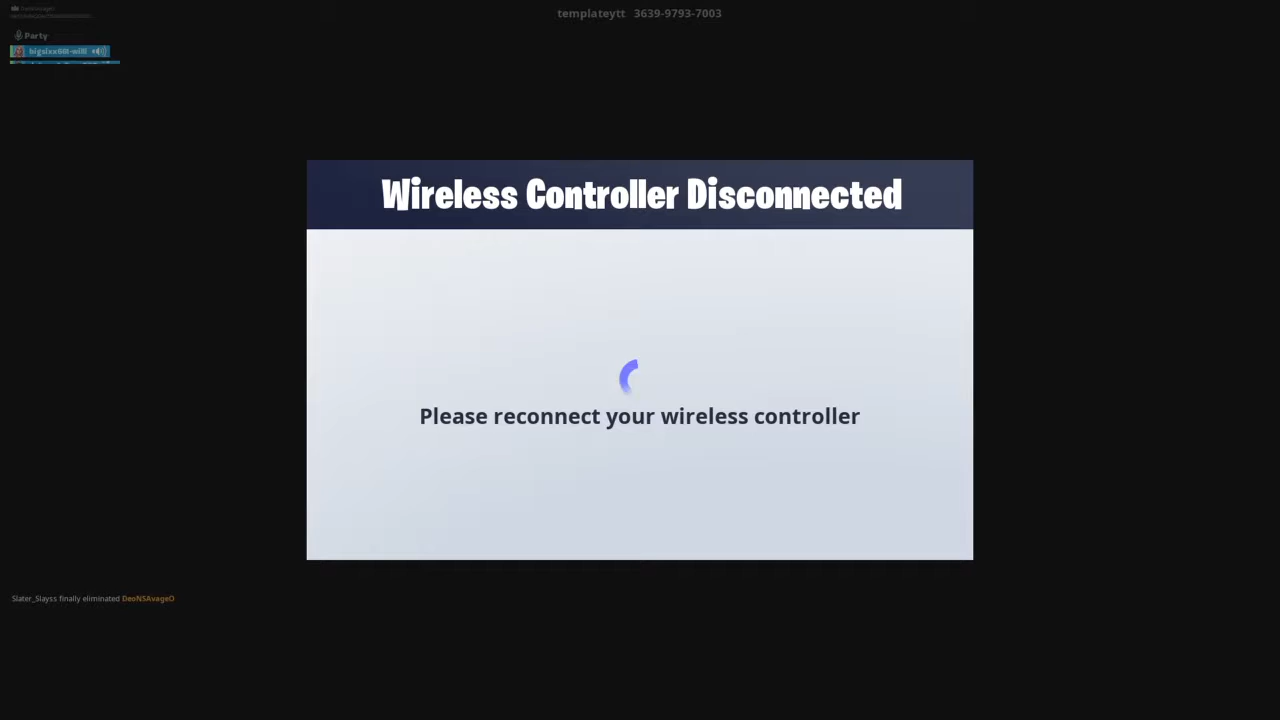 templateytt 3639-9793-7003
Party
Wireless Controller Disconnected
Please reconnect your wireless controller
Slater_Slayss finally eliminated DeoNSAvageO